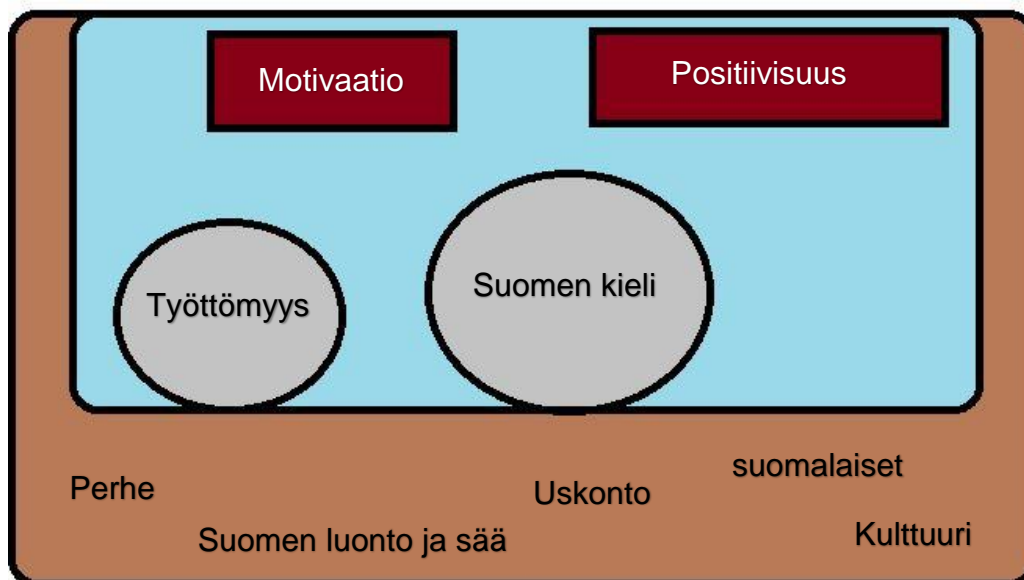 Motivaatio
Positiivisuus
Työttömyys
Suomen kieli
Perhe
Uskonto
suomalaiset
Suomen luonto ja sää
Kulttuuri